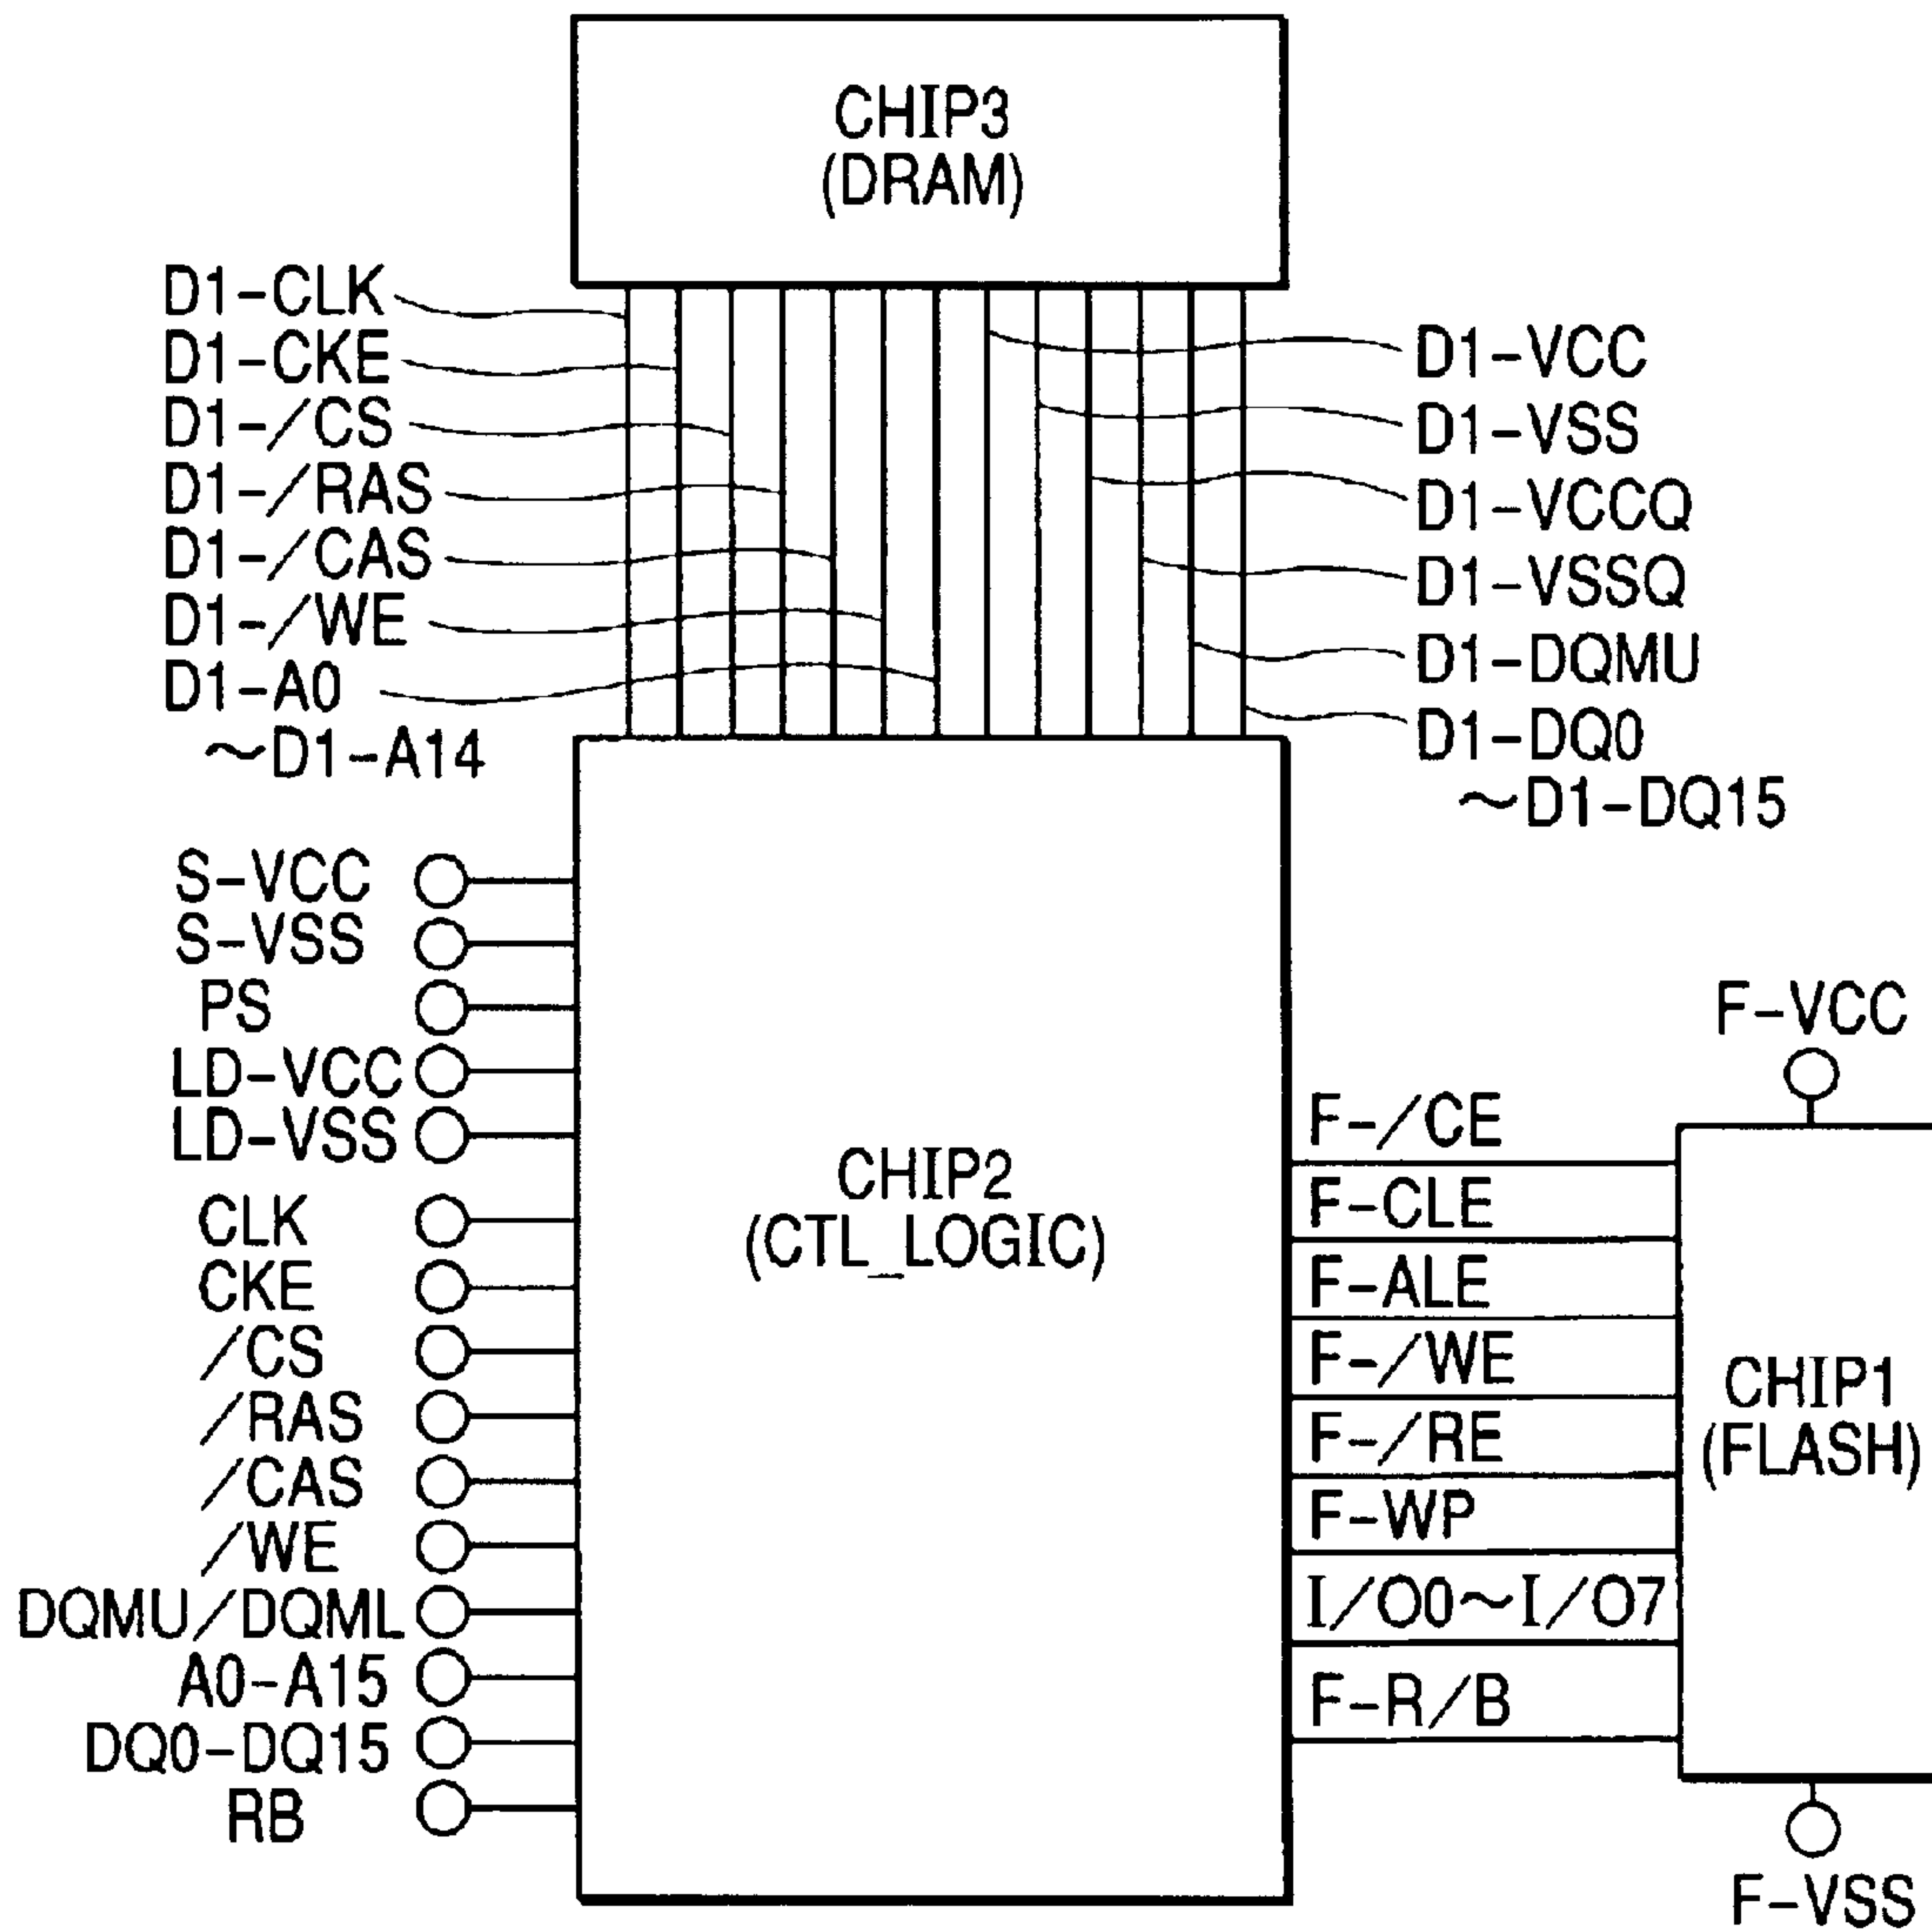 CHIP3
(DRAM)
D1-CLK
D1-CKE
D1-/CS
D1-/RAS
D1-/CAS
D1-/WE
D1-A0
~D1-A14
D1-VCC
D1-VSS
D1-VCCQ
D1-VSSQ
D1-DQMU
D1-DQ0
~D1-DQ15
S-VCC
S-VSS
PS
LD-VCC
LD-VSS
CLK
CKE
/CS
/RAS
/CAS
/WE
DQMU/DQML
A0-A15
DQ0-DQ15
RB
CHIP2
(CTL_LOGIC)
F-/CE
F-CLE
F-ALE
F-/WE
F-/RE
F-WP
I/O0~I/O7
F-R/B
F-VCC
CHIP1
(FLASH)
F-VSS